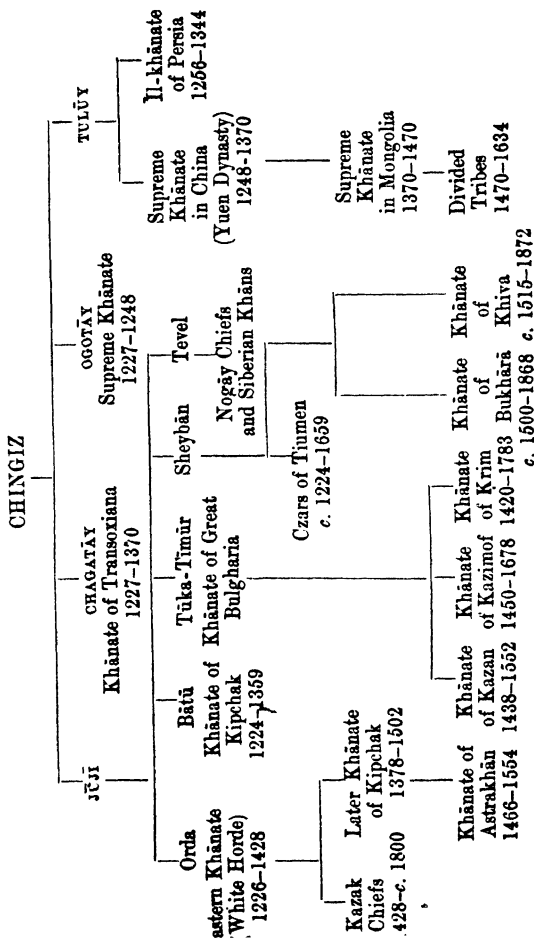 CHINGIZ
JŪJĪ
CHAGATĀY
Khānate of Transoxiana
1227–1370
OGOTĀY
Supreme Khānate
1227–1248
TULŪY
Supreme
Khānate
in China
(Yuen Dynasty)
1248-1370
Īl-khānate
of Persia
1256–1344
Supreme
Khānate
in Mongolia
1370–1470
Divided
Tribes
1470–1634
Orda
astern Khānate
White Horde)
1226–1428
Bātū
Khānate of
Kipchak
1224–1359
Tūka-Tīmūr
Khānate of Great
Bulgharia
Sheybān
Tevel
Nogāy Chiefs
and Siberian Khāns
Czars of Tiumen
c. 1224–1659
Kazak
Chiefs
428–c. 1800
Later Khānate
of Kipchak
1378–1502
Khānate of
Astrakhān
1466–1554
Khānate
of Kazan
1438–1552
Khānate
of Kazimof
1450–1678
Khānate
of Krim
1420–1783
Khānate
of
Bukhārā
c. 1500–1868
Khānate
of
Khiva
c. 1515–1872